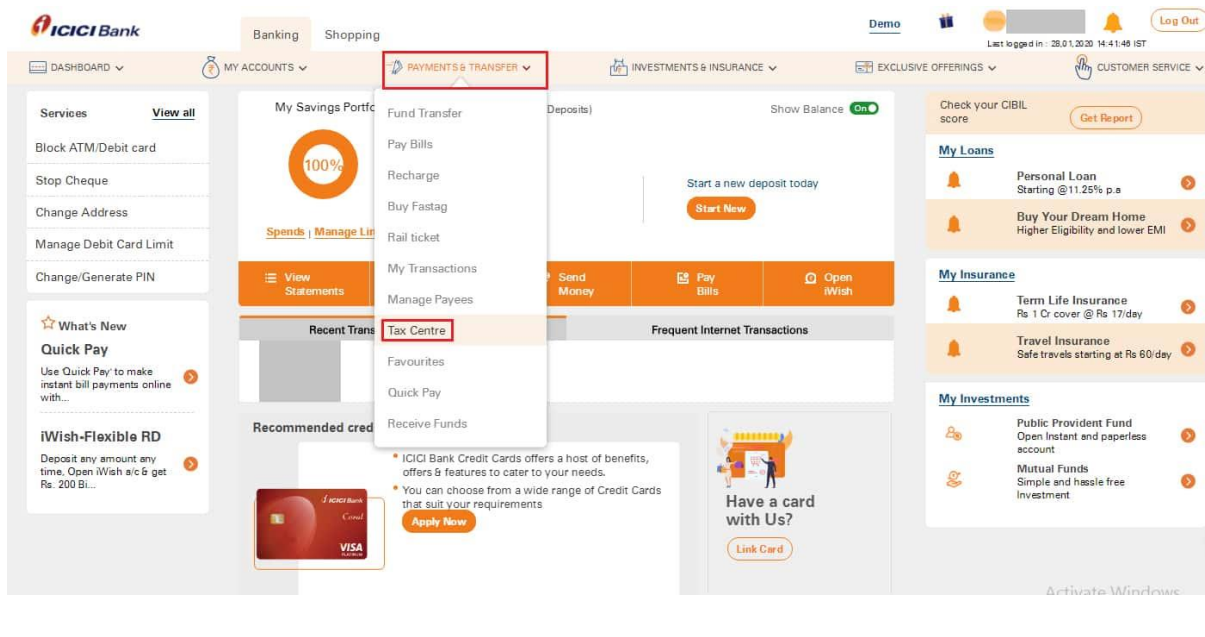 ICICI Bank
Banking Shopping
Demo
Log Out
Last logged in : 28,01,2020 14:41:46 IST
DASHBOARD
MY ACCOUNTS
PAYMENTS & TRANSFER
INVESTMENTS & INSURANCE
EXCLUSIVE OFFERINGS
CUSTOMER SERVICE
Services View all
Block ATM/Debit card
Stop Cheque
Change Address
Manage Debit Card Limit
Change/Generate PIN
What's New
Quick Pay
Use 'Quick Pay' to make
instant bill payments online
with...
iWish-Flexible RD
Deposit any amount any
time, Open iWish a/c & get
Rs. 200 Bi...
My Savings Portfo
Deposits)
Show Balance On
100%
Spends | Manage Lim
Start a new deposit today
Start New
Fund Transfer
Pay Bills
Recharge
Buy Fastag
Rail ticket
My Transactions
Manage Payees
Tax Centre
Favourites
Quick Pay
Receive Funds
View
Statements
Send
Money
Pay
Bills
Open
iWish
Recent Trans
Frequent Internet Transactions
Recommended cred
ICICI Bank Credit Cards offers a host of benefits,
offers & features to cater to your needs.
You can choose from a wide range of Credit Cards
that suit your requirements
Apply Now
ICICI Bank
Coral
VISA
PLATINUM
Have a card
with Us?
Link Card
Check your CIBIL
score
Get Report
My Loans
Personal Loan
Starting @11.25% p.a
Buy Your Dream Home
Higher Eligibility and lower EMI
My Insurance
Term Life Insurance
Rs 1 Cr cover @ Rs 17/day
Travel Insurance
Safe travels starting at Rs 60/day
My Investments
Public Provident Fund
Open Instant and paperless
account
Mutual Funds
Simple and hassle free
Investment
Activate Windows